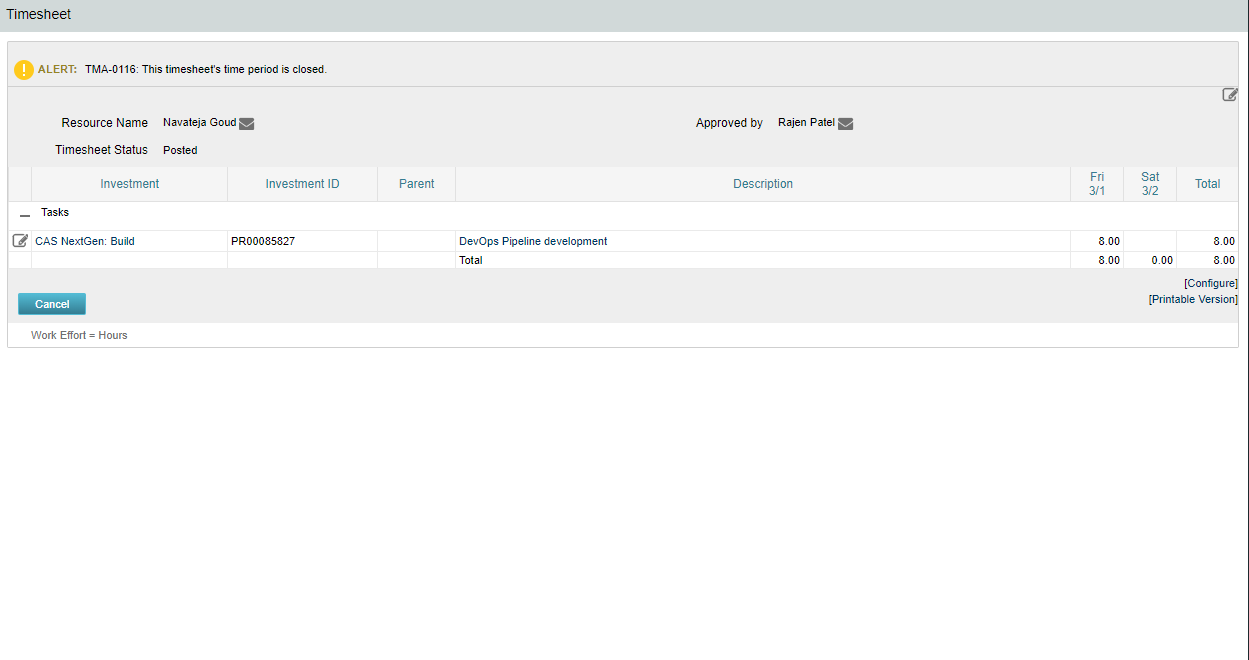 Timesheet
ALERT: TMA-0116: This timesheet's time period is closed.
Resource Name Navateja Goud Approved by Rajen Patel
Timesheet Status Posted
Investment Investment ID Parent Description Fri 3/1 Sat 3/2 Total
Tasks
CAS NextGen: Build PR00085827 DevOps Pipeline development 8.00 8.00
Total 8.00 0.00 8.00
[Configure]
Cancel
[Printable Version]
Work Effort = Hours